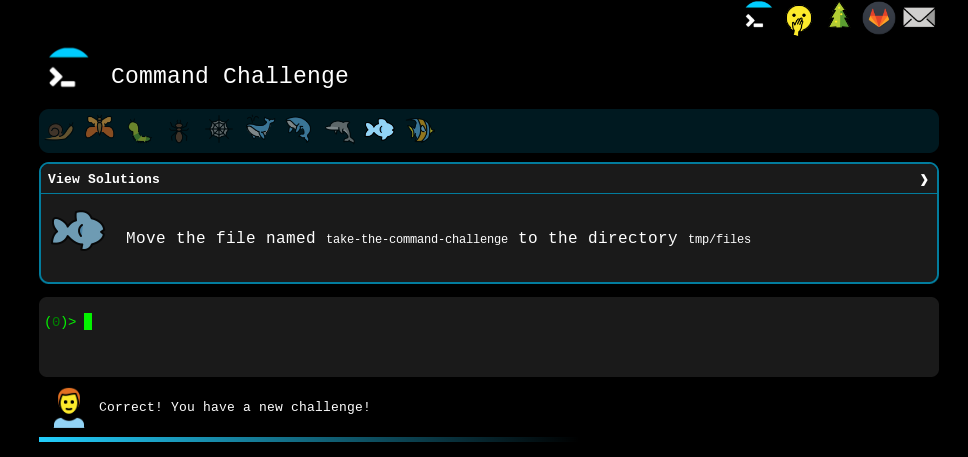 Command Challenge
View Solutions ❯
Move the file named take-the-command-challenge to the directory tmp/files
(0)>
Correct! You have a new challenge!